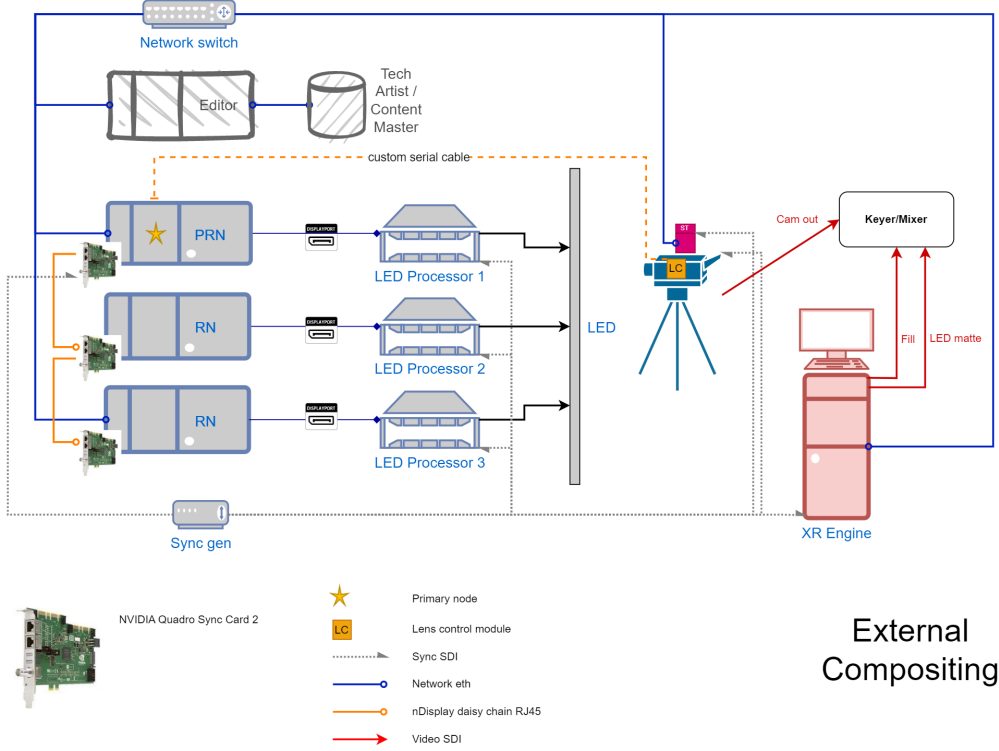 Network switch
Editor
Tech
Artist /
Content
Master
custom serial cable
PRN
DISPLAYPORT
LED Processor 1
RN
DISPLAYPORT
LED Processor 2
RN
DISPLAYPORT
LED Processor 3
LED
ST
LC
Cam out
Keyer/Mixer
Fill
LED matte
XR Engine
Sync gen
NVIDIA Quadro Sync Card 2
Primary node
LC
Lens control module
Sync SDI
Network eth
nDisplay daisy chain RJ45
Video SDI
External
Compositing